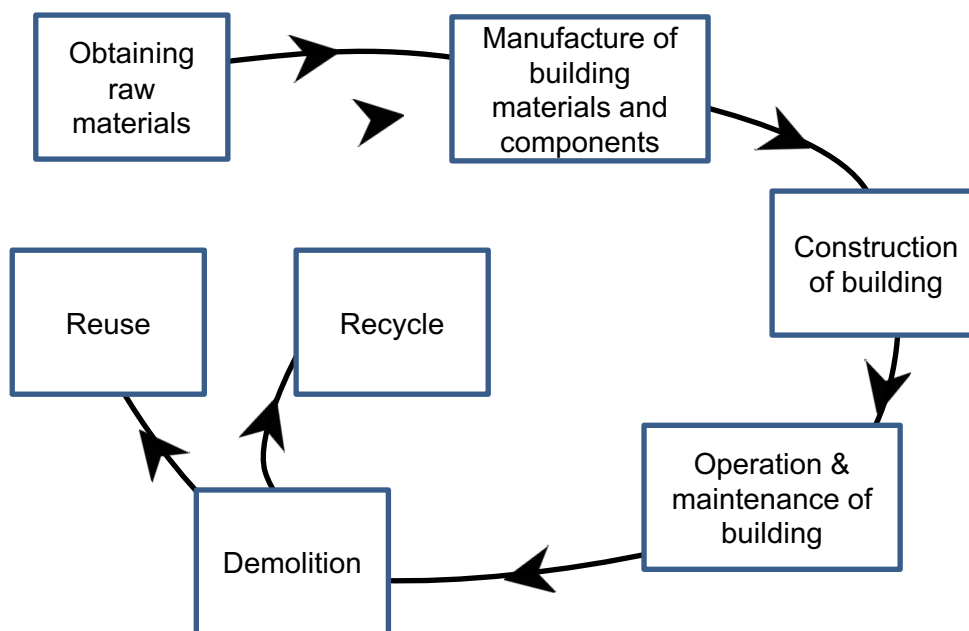 Obtaining
raw
materials
Manufacture of
building
materials and
components
Construction
of building
Operation &
maintenance of
building
Demolition
Reuse
Recycle